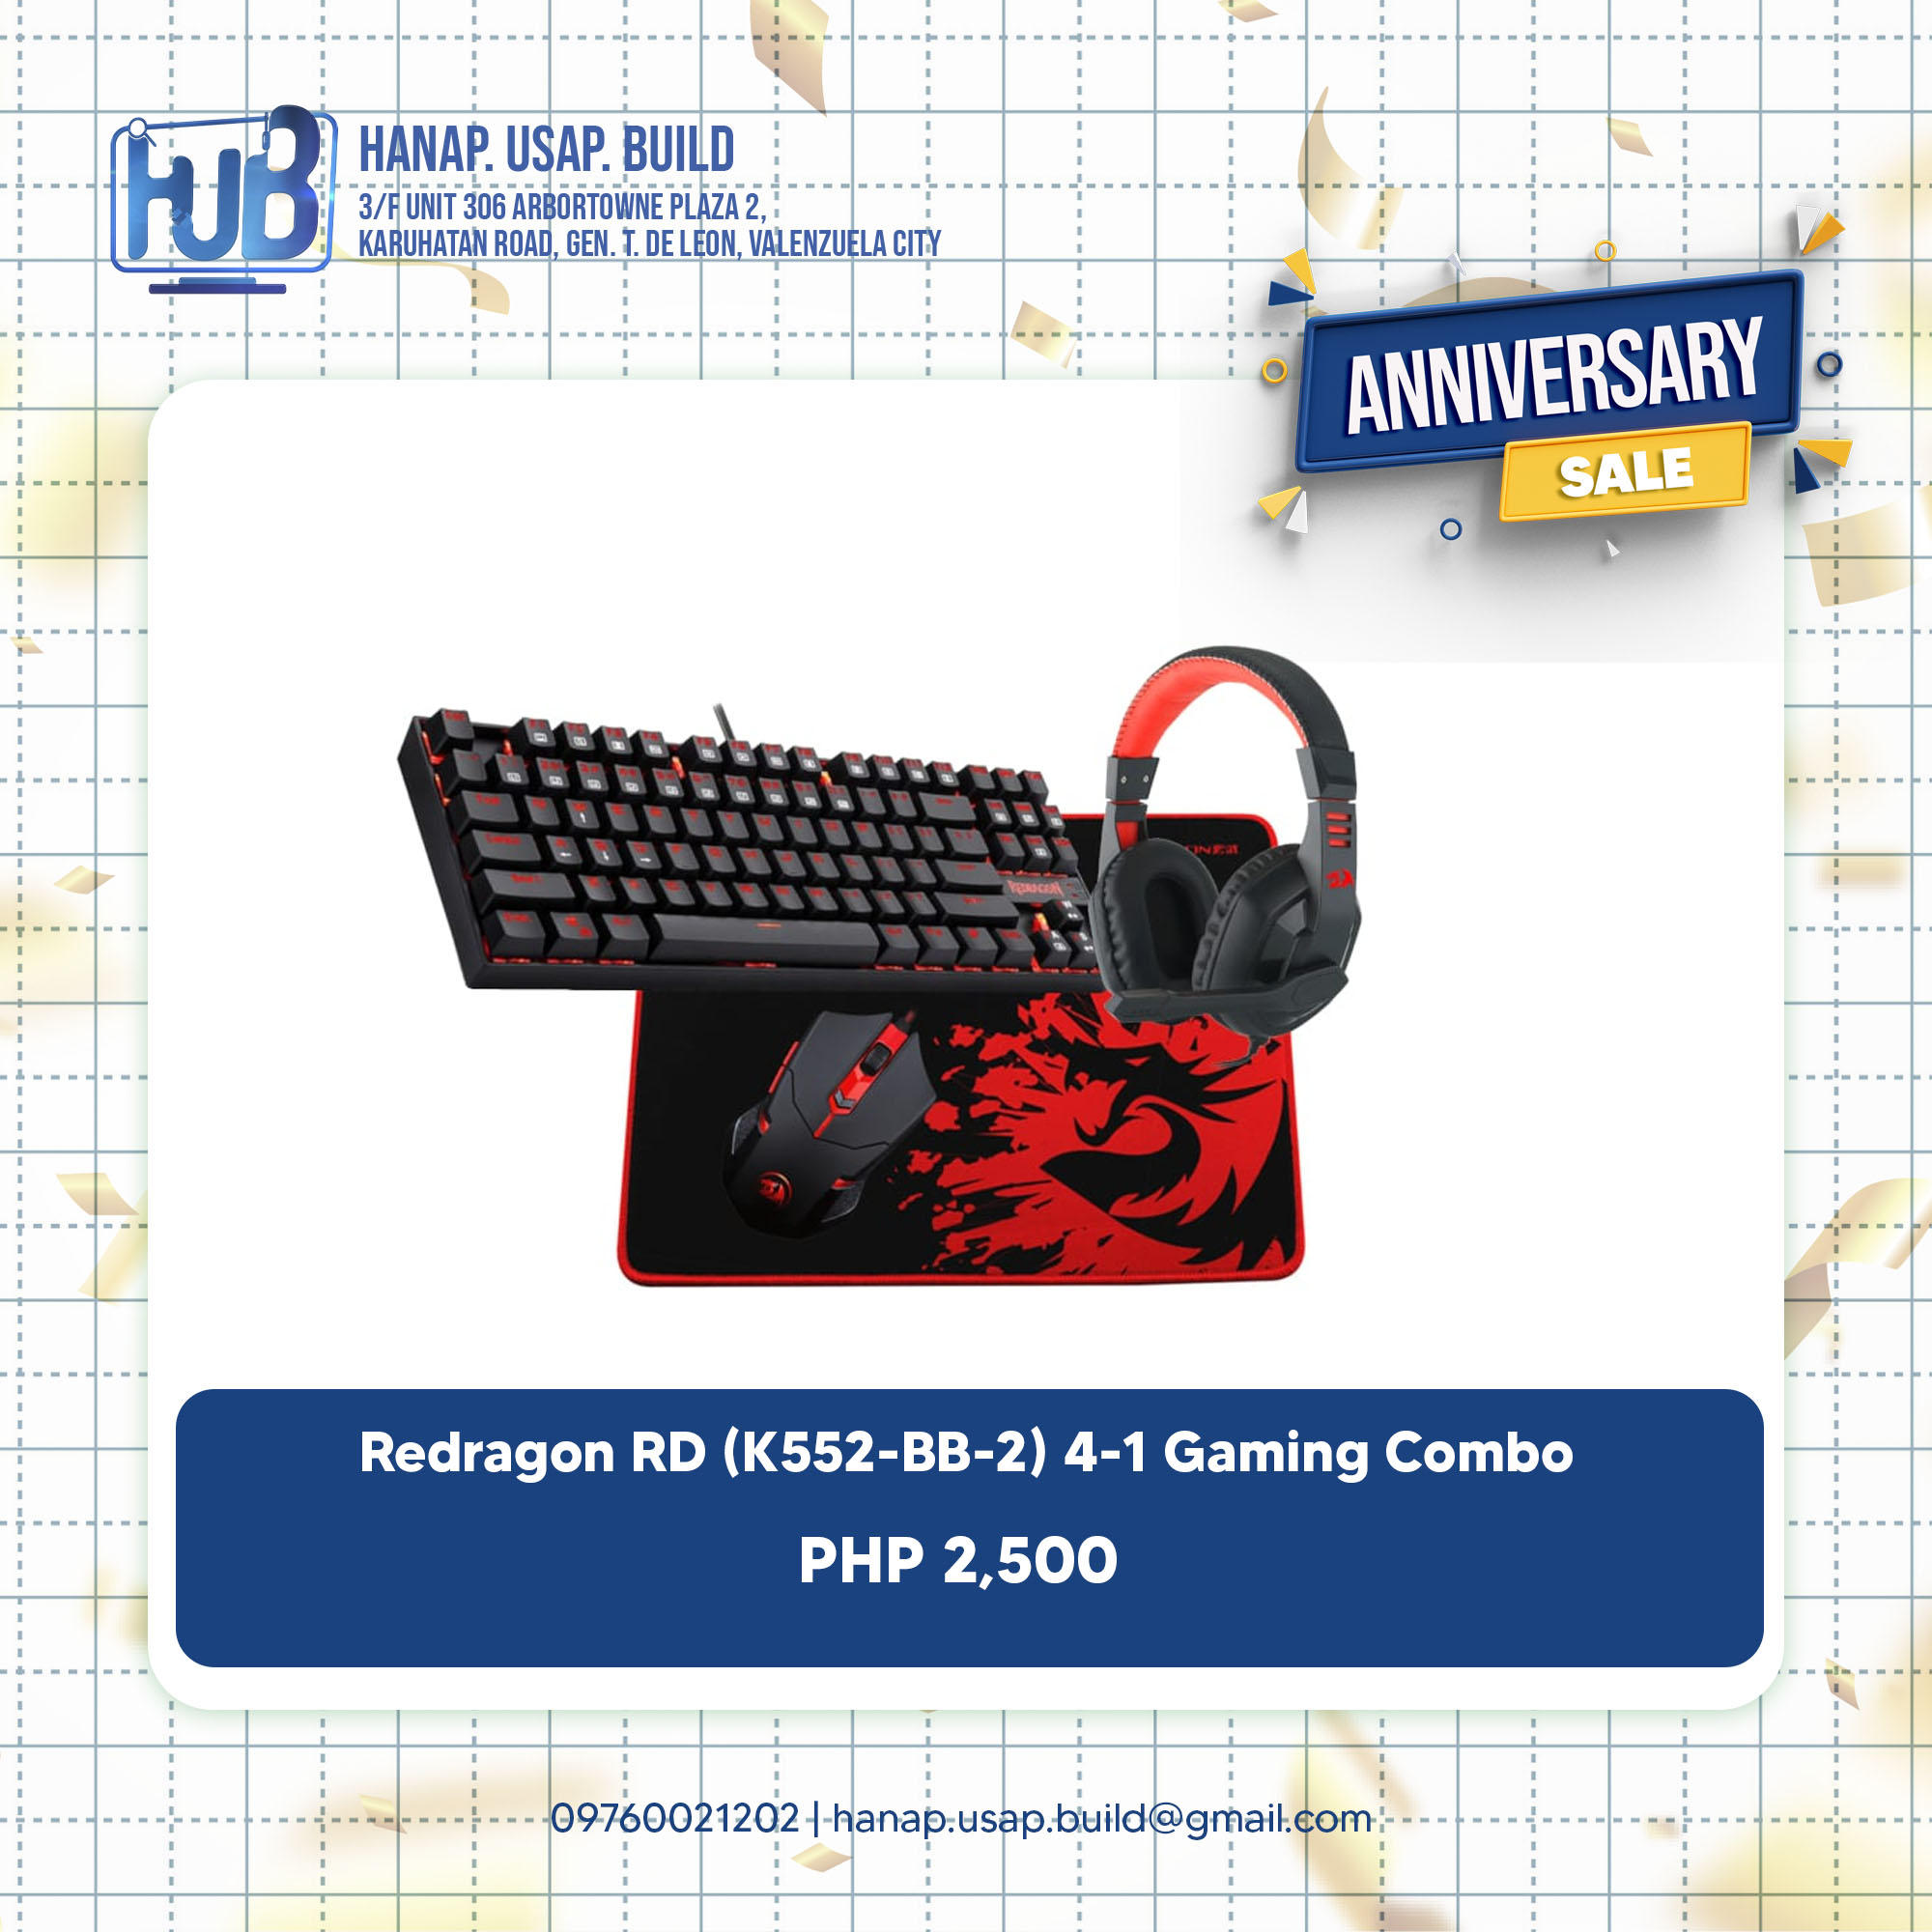 HUB
HANAP. USAP. BUILD
3/F UNIT 306 ARBORTOWNE PLAZA 2,
KARUHATAN ROAD, GEN. T. DE LEON, VALENZUELA CITY
ANNIVERSARY
SALE
REDRAGON
Redragon RD (K552-BB-2) 4-1 Gaming Combo
PHP 2,500
09760021202 | hanap.usap.build@gmail.com